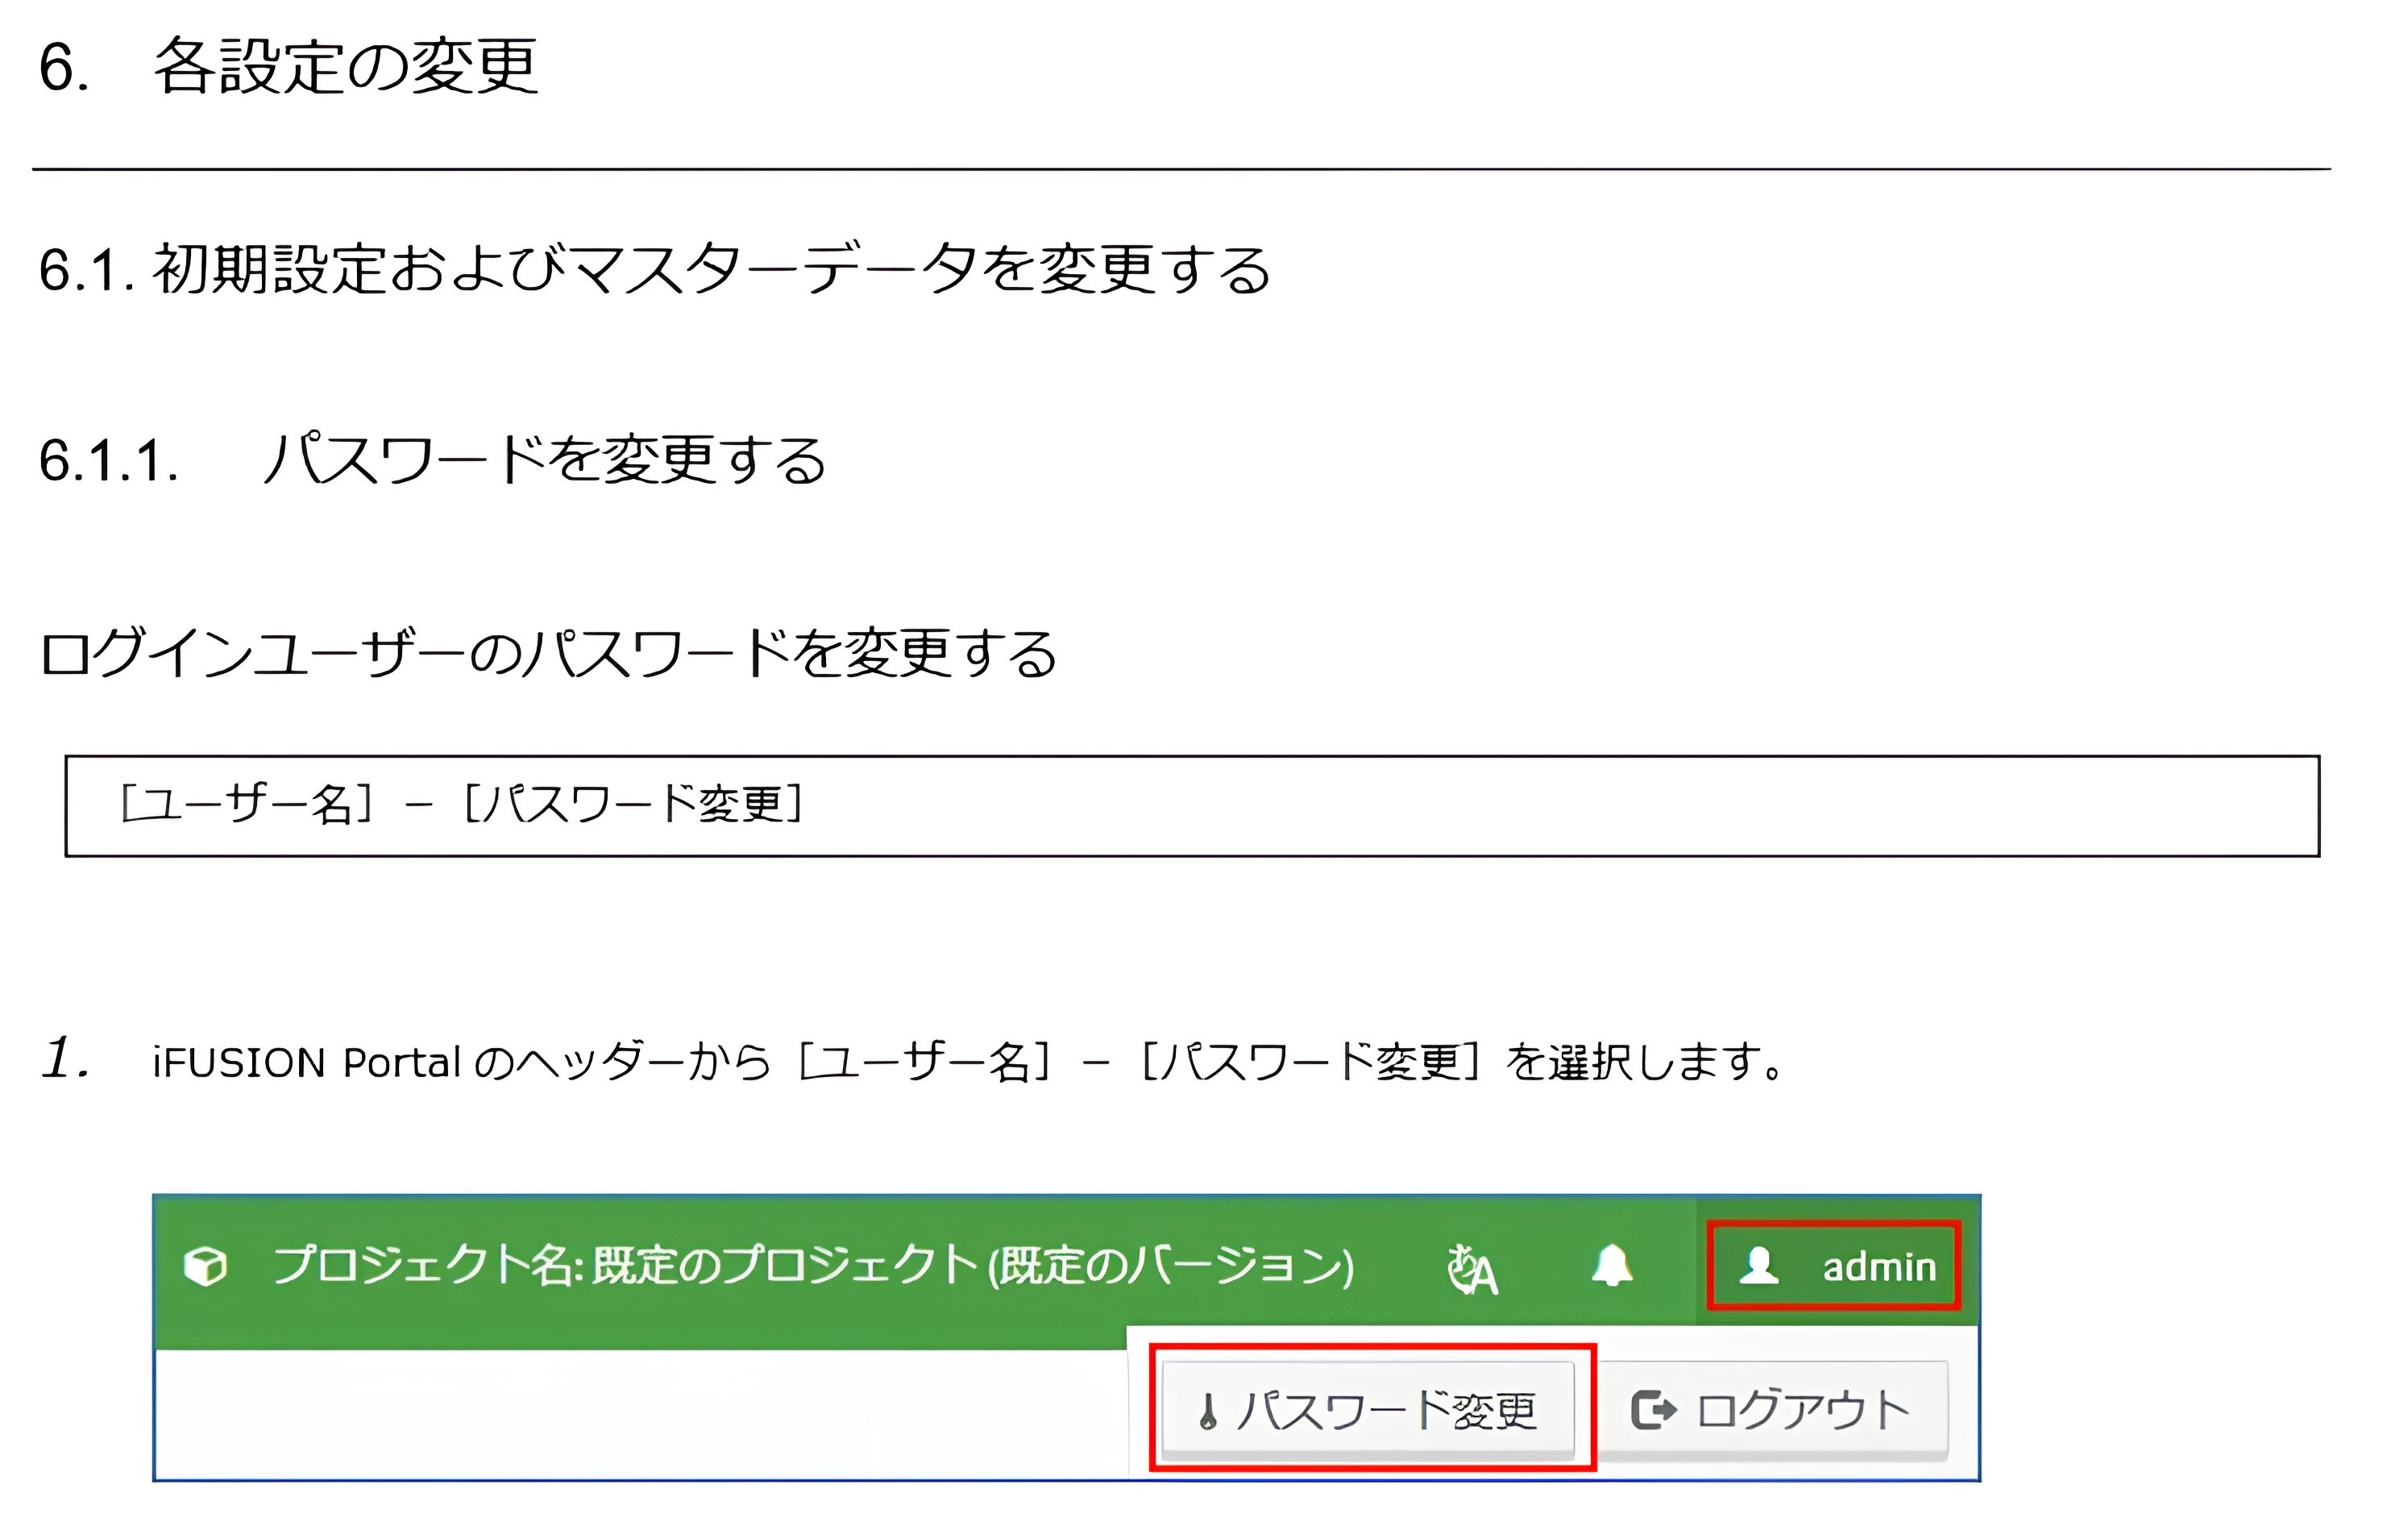 6. 各設定の変更
6.1. 初期設定およびマスターデータを変更する
6.1.1. パスワードを変更する
ログインユーザーのパスワードを変更する
［ユーザー名］－［パスワード変更］
1. iFUSION Portal のヘッダーから［ユーザー名］－［パスワード変更］を選択します。
プロジェクト名: 既定のプロジェクト (既定のバージョン) あA admin
パスワード変更 ログアウト